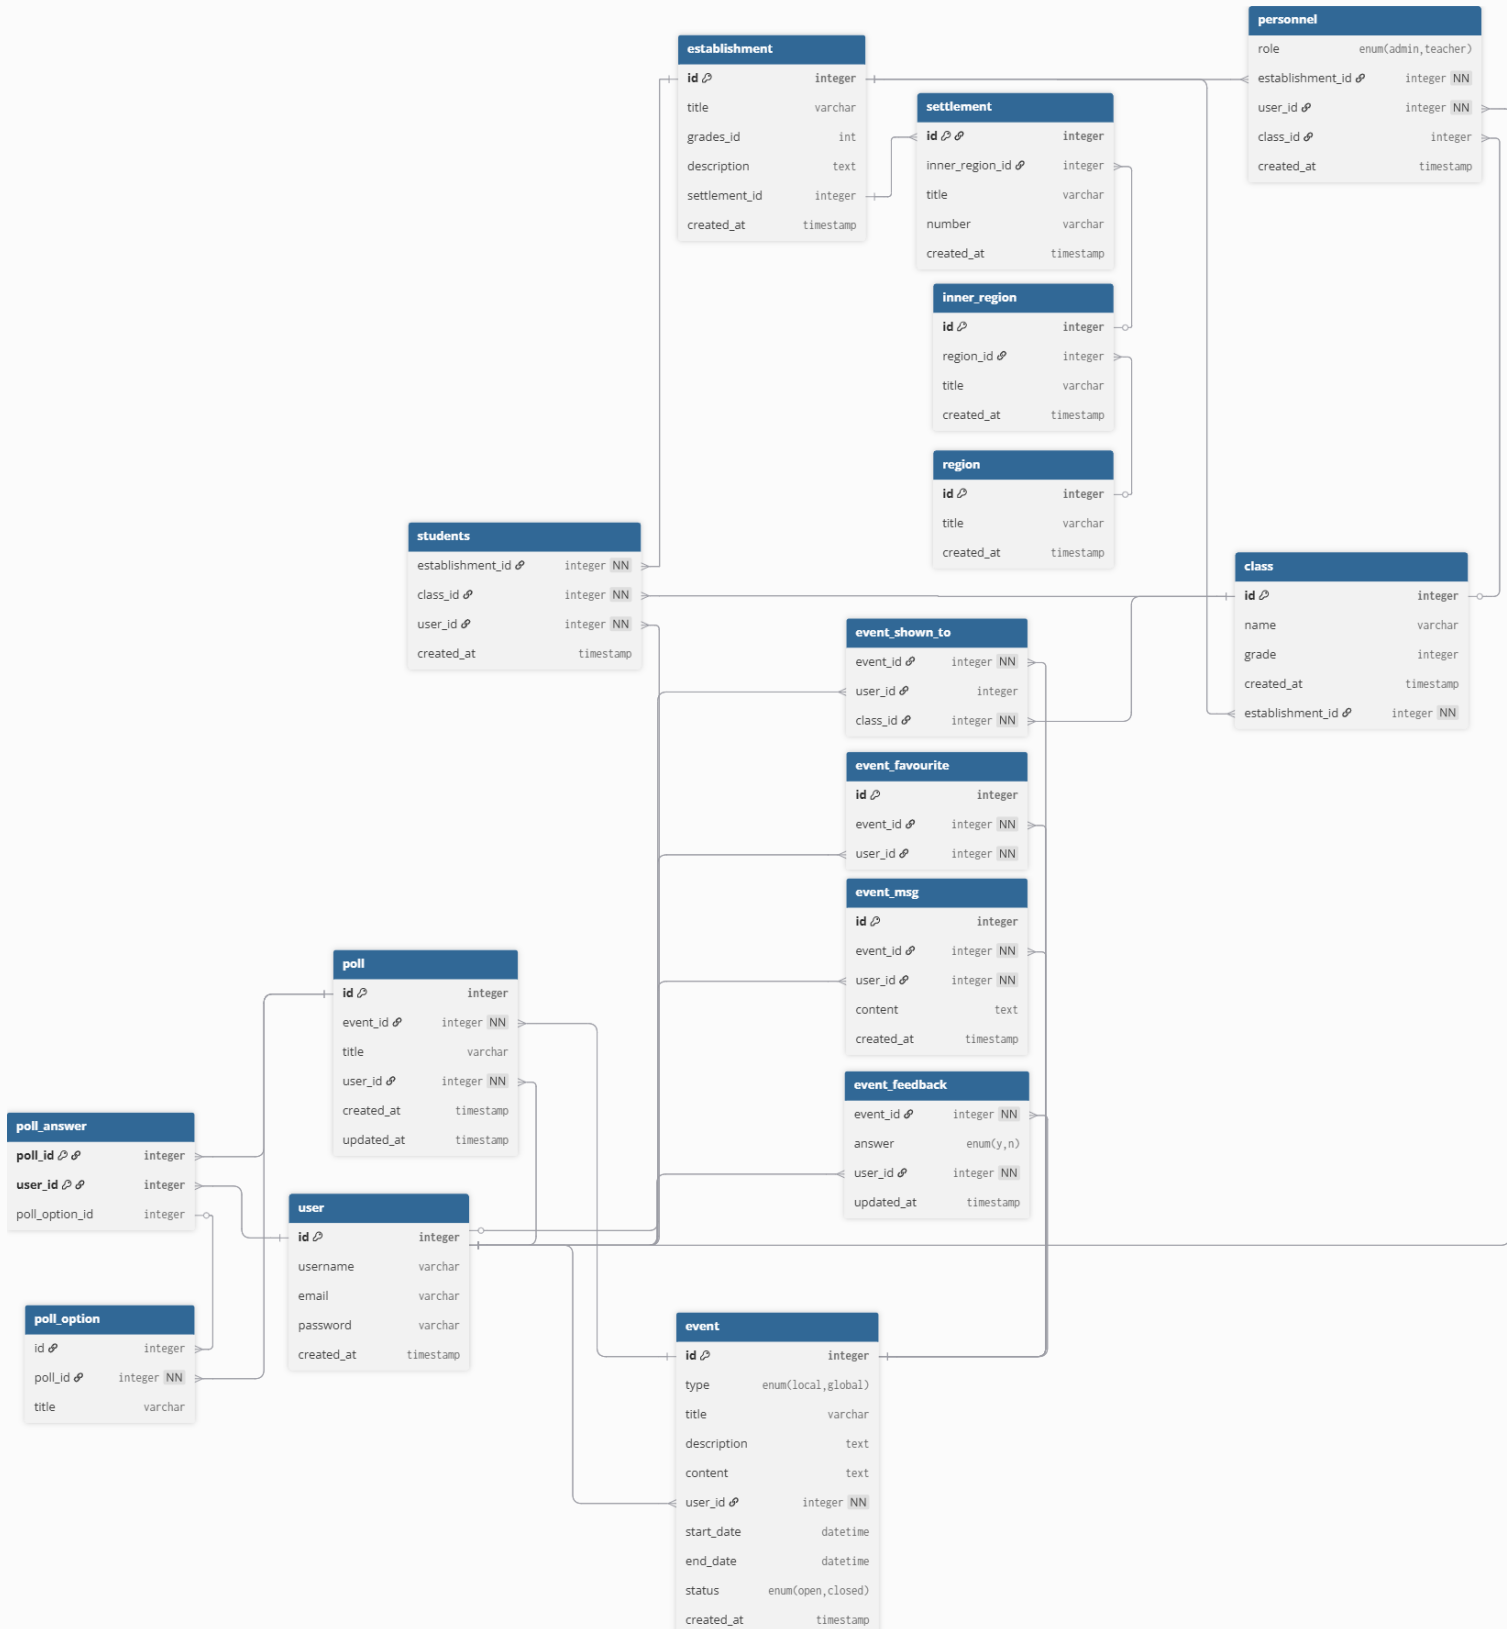 personnel
role enum(admin,teacher)
establishment_id integer NN
user_id integer NN
class_id integer
created_at timestamp
establishment
id integer
title varchar
grades_id int
description text
settlement_id integer
created_at timestamp
settlement
id integer
inner_region_id integer
title varchar
number varchar
created_at timestamp
inner_region
id integer
region_id integer
title varchar
created_at timestamp
region
id integer
title varchar
created_at timestamp
students
establishment_id integer NN
class_id integer NN
user_id integer NN
created_at timestamp
class
id integer
name varchar
grade integer
created_at timestamp
establishment_id integer NN
event_shown_to
event_id integer NN
user_id integer
class_id integer NN
event_favourite
id integer
event_id integer NN
user_id integer NN
event_msg
id integer
event_id integer NN
user_id integer NN
content text
created_at timestamp
poll
id integer
event_id integer NN
title varchar
user_id integer NN
created_at timestamp
updated_at timestamp
event_feedback
event_id integer NN
answer enum(y,n)
user_id integer NN
updated_at timestamp
poll_answer
poll_id integer
user_id integer
poll_option_id integer
user
id integer
username varchar
email varchar
password varchar
created_at timestamp
poll_option
id integer
poll_id integer NN
title varchar
event
id integer
type enum(local,global)
title varchar
description text
content text
user_id integer NN
start_date datetime
end_date datetime
status enum(open,closed)
created_at timestamp